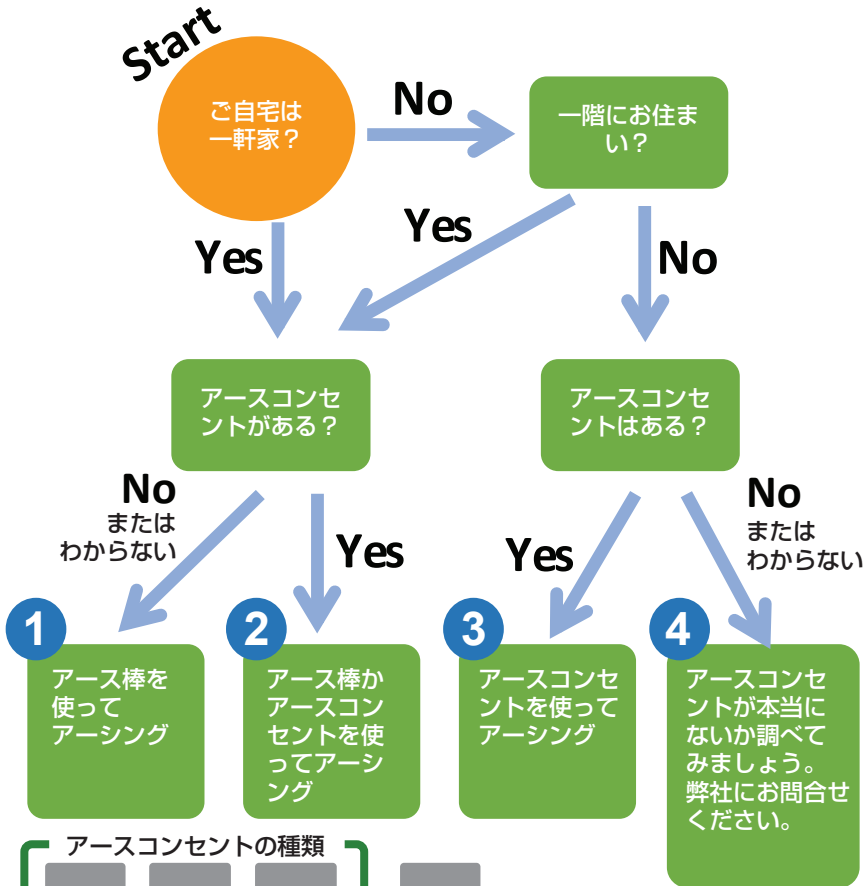 Start
ご自宅は
一軒家？
No
一階にお住ま
い？
Yes
Yes
No
アースコンセ
ントがある？
アースコンセ
ントはある？
No
または
わからない
Yes
Yes
No
または
わからない
1
アース棒を
使って
アーシング
2
アース棒か
アースコン
セントを使
ってアーシ
ング
3
アースコンセ
ントを使って
アーシング
4
アースコンセ
ントが本当に
ないか調べて
みましょう。
弊社にお問合せ
ください。
アースコンセントの種類